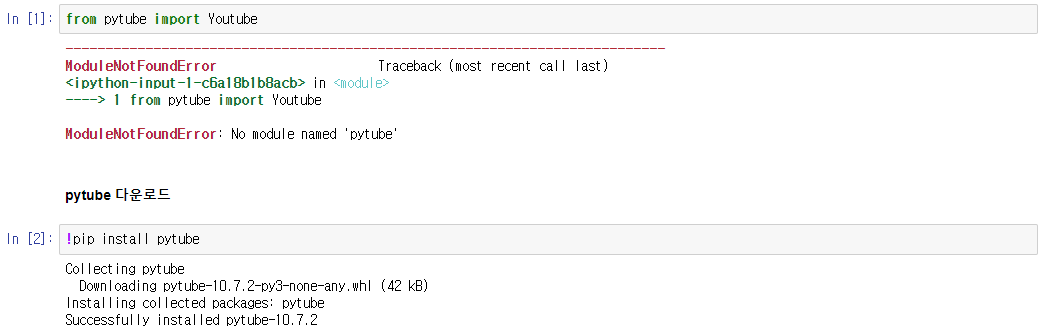 In [1]: from pytube import Youtube
---------------------------------------------------------------------------
ModuleNotFoundError Traceback (most recent call last)
<ipython-input-1-c6a18b1b8acb> in <module>
----> 1 from pytube import Youtube
ModuleNotFoundError: No module named 'pytube'
pytube 다운로드
In [2]: !pip install pytube
Collecting pytube
Downloading pytube-10.7.2-py3-none-any.whl (42 kB)
Installing collected packages: pytube
Successfully installed pytube-10.7.2